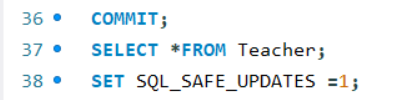 36 COMMIT;
37 SELECT *FROM Teacher;
38 SET SQL_SAFE_UPDATES =1;